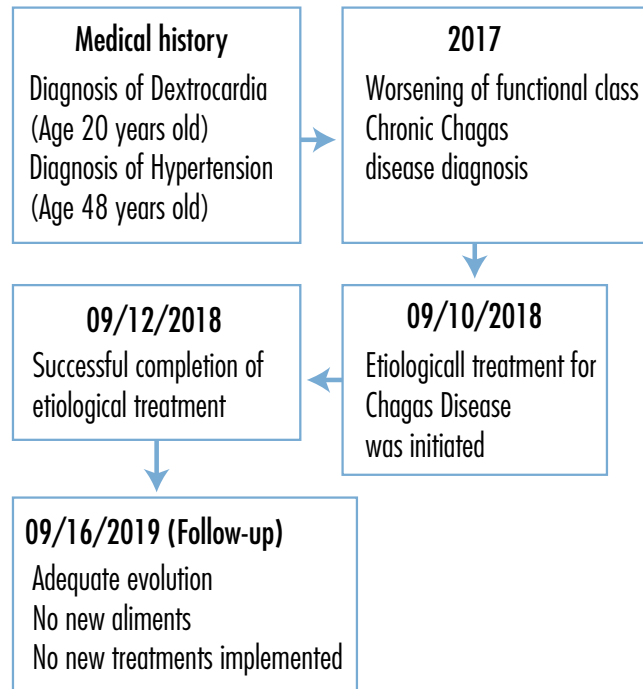 Medical history
Diagnosis of Dextrocardia
(Age 20 years old)
Diagnosis of Hypertension
(Age 48 years old)
2017
Worsening of functional class
Chronic Chagas
disease diagnosis
09/10/2018
Etiologicall treatment for
Chagas Disease
was initiated
09/12/2018
Successful completion of
etiological treatment
09/16/2019 (Follow-up)
Adequate evolution
No new aliments
No new treatments implemented